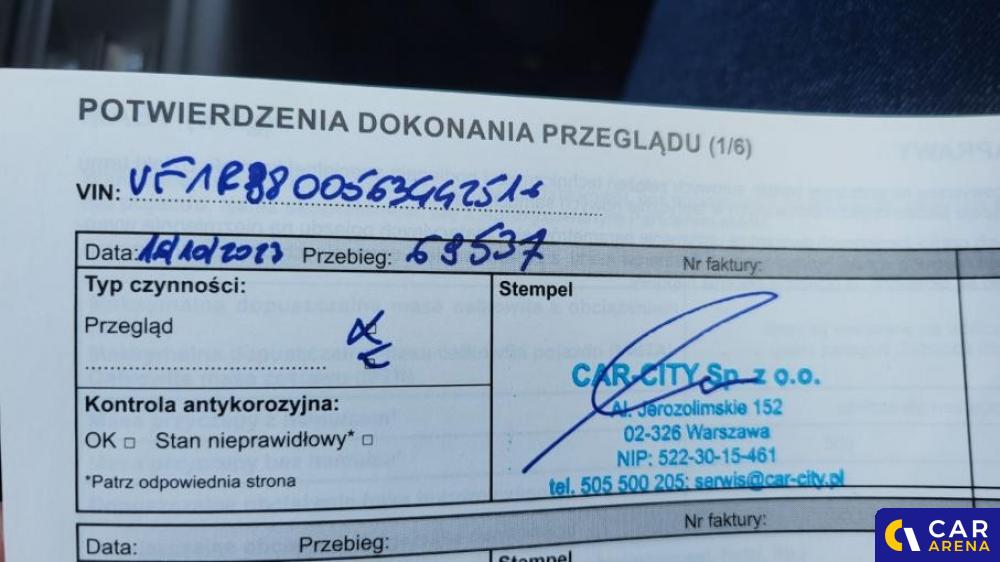 POTWIERDZENIA DOKONANIA PRZEGLĄDU (1/6)
VIN:
Data: Przebieg: 69537 Nr faktury:
Typ czynności:
Stempel
Przegląd
CAR-CITY Sp. z o.o.
Al. Jerozolimskie 152
02-326 Warszawa
NIP: 522-30-15-461
tel. 505 500 205; serwis@car-city.pl
Kontrola antykorozyjna:
OK □ Stan nieprawidłowy* □
*Patrz odpowiednia strona
Nr faktury:
Data: Przebieg:
Stempel
CAR
ARENA